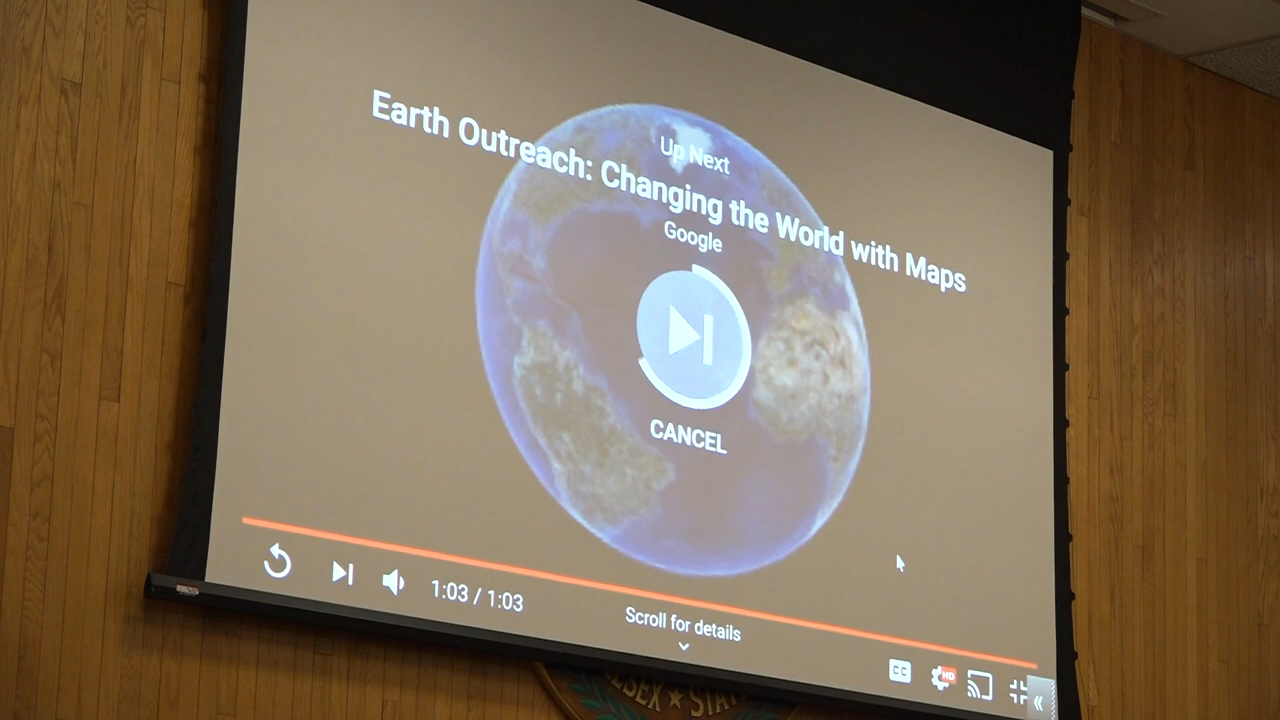 Up Next
Earth Outreach: Changing the World with Maps
Google
CANCEL
1:03 / 1:03
Scroll for details
CC
HD